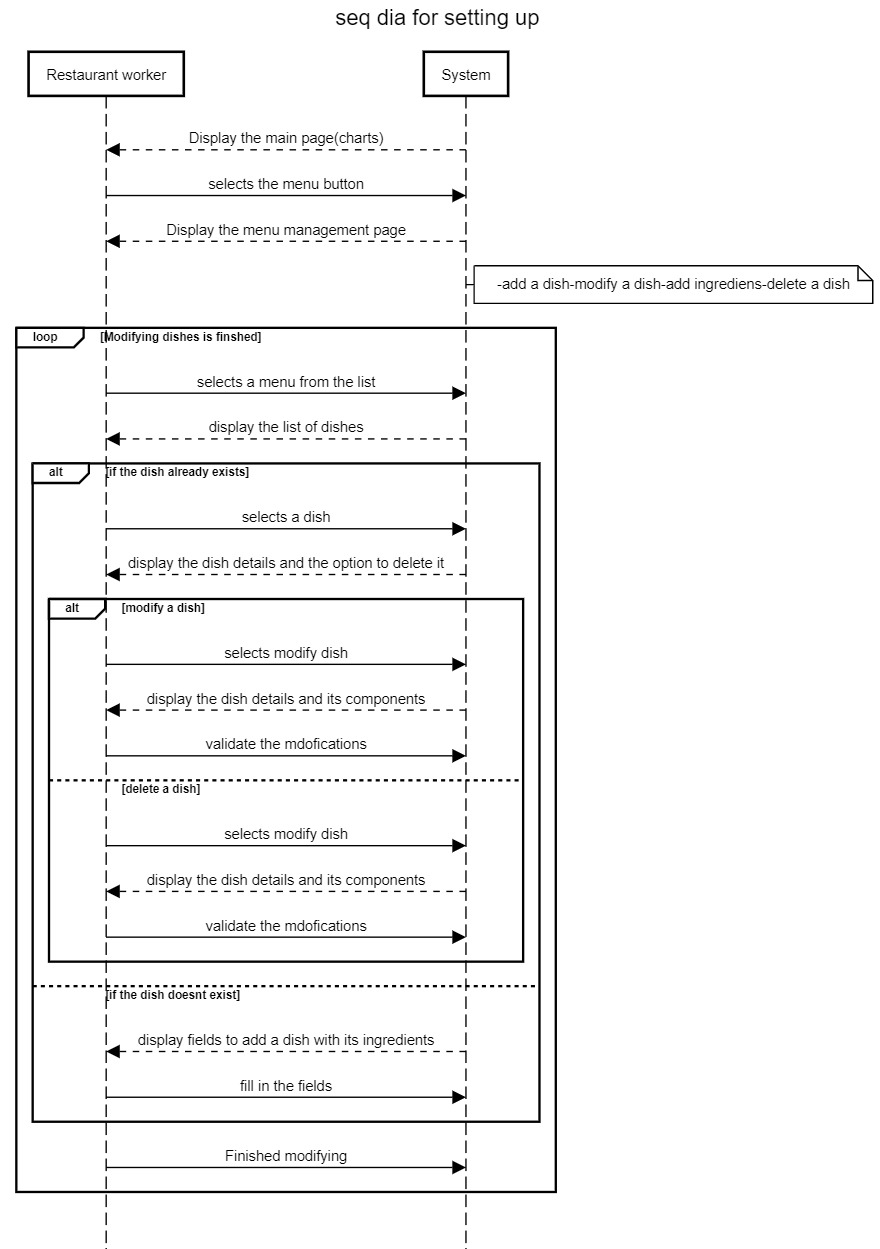 seq dia for setting up
Restaurant worker
System
Display the main page(charts)
selects the menu button
Display the menu management page
-add a dish-modify a dish-add ingrediens-delete a dish
loop
[Modifying dishes is finshed]
selects a menu from the list
display the list of dishes
alt
[if the dish already exists]
selects a dish
display the dish details and the option to delete it
alt
[modify a dish]
selects modify dish
display the dish details and its components
validate the mdofications
[delete a dish]
selects modify dish
display the dish details and its components
validate the mdofications
[if the dish doesnt exist]
display fields to add a dish with its ingredients
fill in the fields
Finished modifying